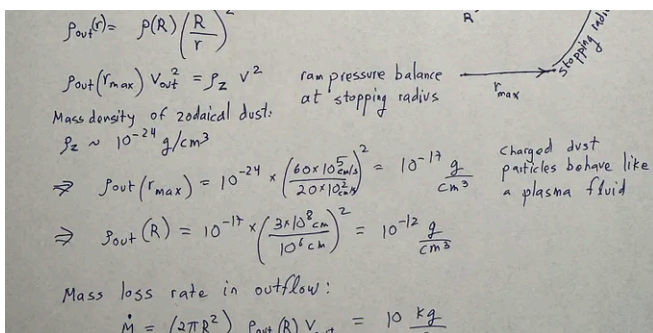 ρout(r) = ρ(R) (R/r)²
R
stopping radiu
ρout(rmax) Vout² = ρz V² ram pressure balance
at stopping radius
rmax
Mass density of zodaical dust:
ρz ~ 10⁻²⁴ g/cm³
⇒ ρout(rmax) = 10⁻²⁴ × (60×10⁵ cm/s / 20×10² cm/s)² = 10⁻¹⁷ g/cm³
Charged dust
particles behave like
a plasma fluid
⇒ ρout(R) = 10⁻¹⁷ × (3×10⁸ cm / 10⁶ cm)² = 10⁻¹² g/cm³
Mass loss rate in outflow:
Ṁ = (2πR²) ρout(R) Vout = 10 kg